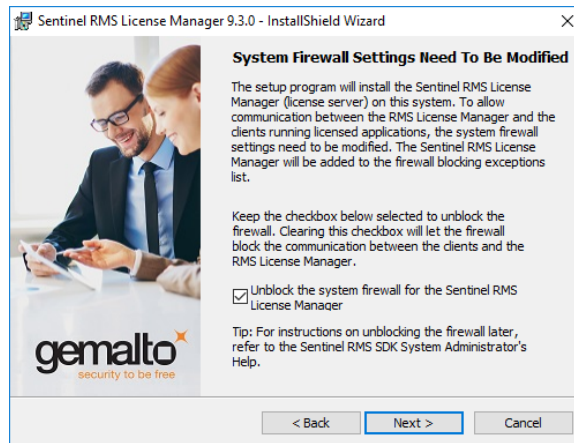 Sentinel RMS License Manager 9.3.0 - InstallShield Wizard
System Firewall Settings Need To Be Modified
The setup program will install the Sentinel RMS License
Manager (license server) on this system. To allow
communication between the RMS License Manager and the
clients running licensed applications, the system firewall
settings need to be modified. The Sentinel RMS License
Manager will be added to the firewall blocking exceptions
list.
Keep the checkbox below selected to unblock the
firewall. Clearing this checkbox will let the firewall
block the communication between the clients and the
RMS License Manager.
Unblock the system firewall for the Sentinel RMS
License Manager
Tip: For instructions on unblocking the firewall later,
refer to the Sentinel RMS SDK System Administrator's
Help.
gemalto
security to be free
< Back
Next >
Cancel